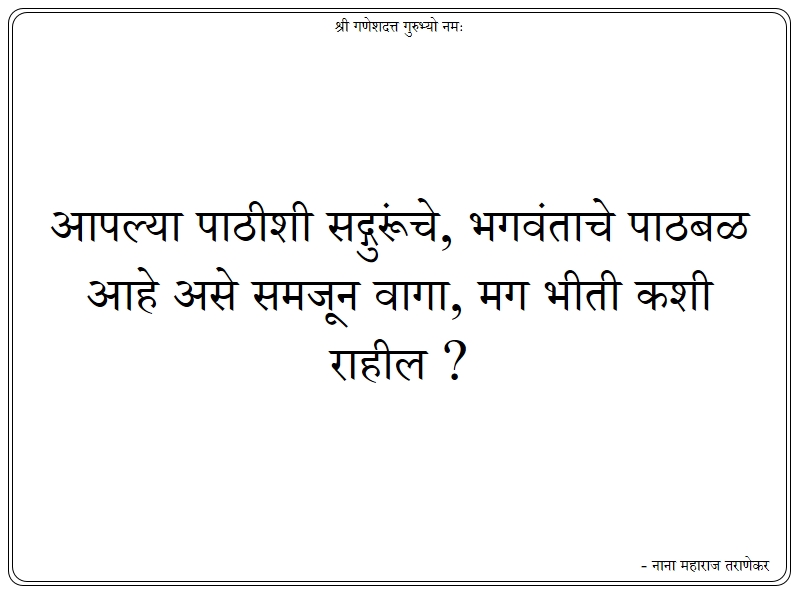 श्री गणेशदत्त गुरुभ्यो नमः
आपल्या पाठीशी सद्गुरूंचे, भगवंताचे पाठबळ
आहे असे समजून वागा, मग भीती कशी
राहील ?
- नाना महाराज तराणेकर